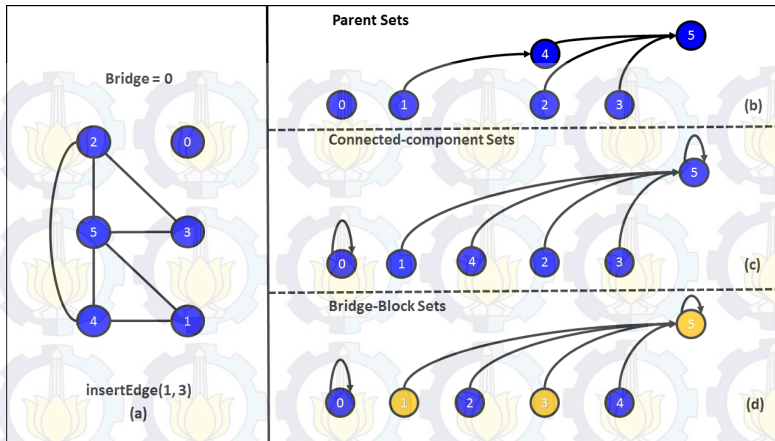 Bridge = 0
2
0
5
3
4
1
insertEdge(1, 3)
(a)
Parent Sets
5
4
0
1
2
3
(b)
Connected-component Sets
5
0
1
4
2
3
(c)
Bridge-Block Sets
5
0
1
2
3
4
(d)